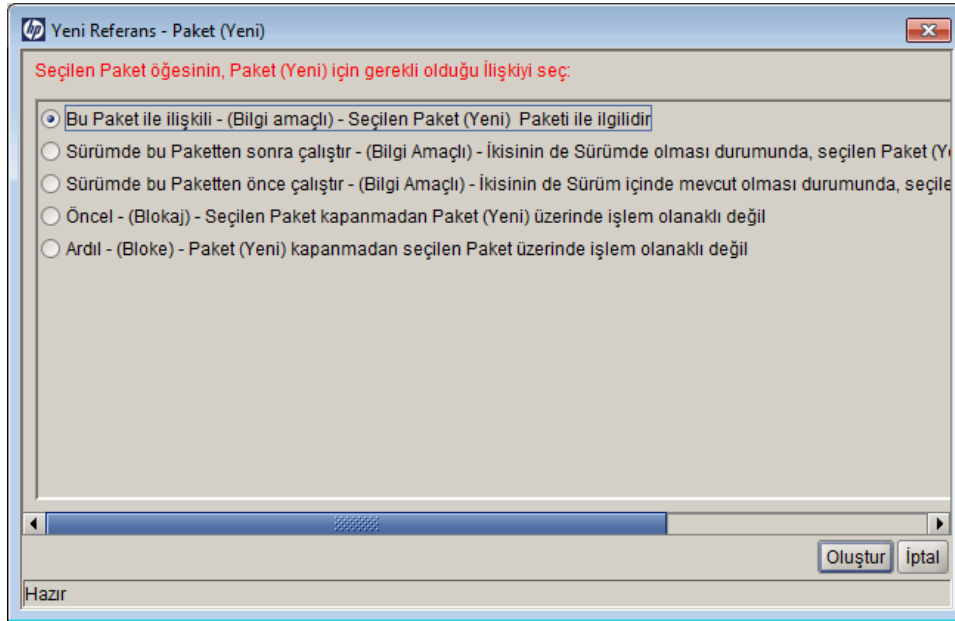 hp Yeni Referans - Paket (Yeni)
Seçilen Paket öğesinin, Paket (Yeni) için gerekli olduğu İlişkiyi seç:
Bu Paket ile ilişkili - (Bilgi amaçlı) - Seçilen Paket (Yeni) Paketi ile ilgilidir
Sürümde bu Paketten sonra çalıştır - (Bilgi Amaçlı) - İkisinin de Sürümde olması durumunda, seçilen Paket (Y
Sürümde bu Paketten önce çalıştır - (Bilgi Amaçlı) - İkisinin de Sürüm içinde mevcut olması durumunda, seçile
Öncel - (Blokaj) - Seçilen Paket kapanmadan Paket (Yeni) üzerinde işlem olanaklı değil
Ardıl - (Bloke) - Paket (Yeni) kapanmadan seçilen Paket üzerinde işlem olanaklı değil
Oluştur İptal
Hazır